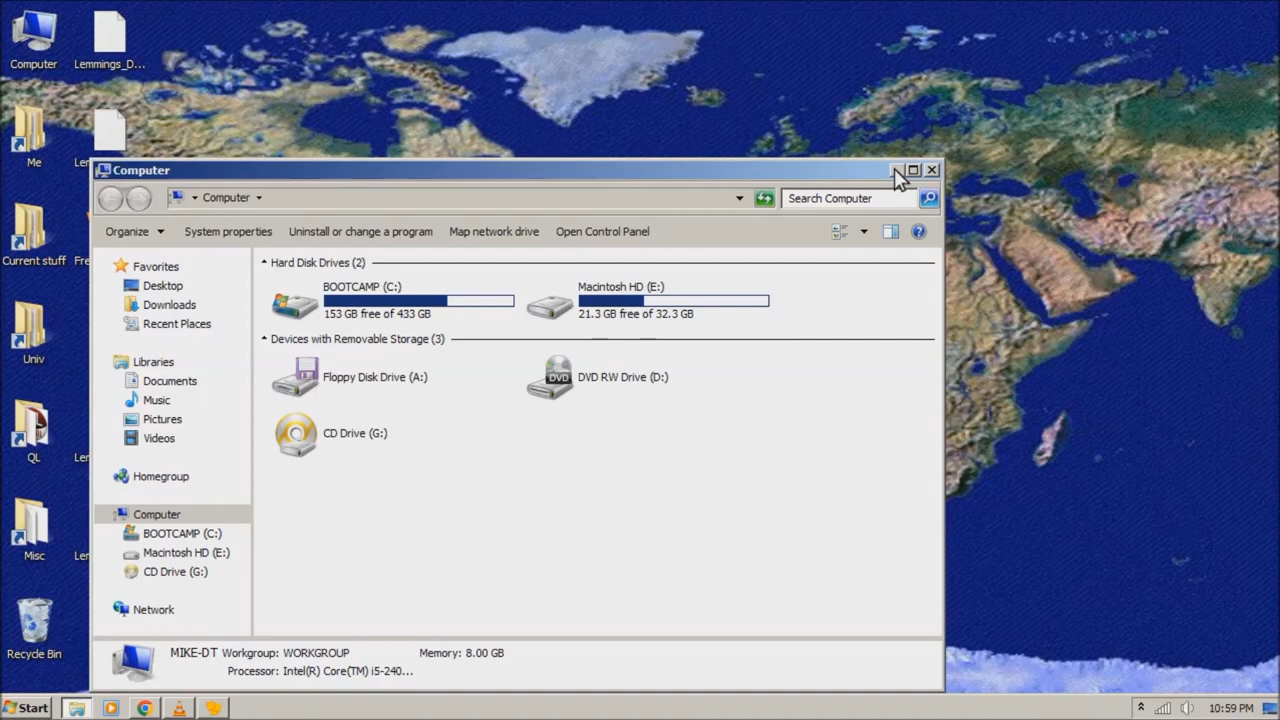 Computer
Lemmings_D...
Me
Lem
Current stuff
Fre
Univ
QL
Lem
Misc
Lem
Recycle Bin
Computer
Computer
Search Computer
Organize
System properties
Uninstall or change a program
Map network drive
Open Control Panel
Favorites
Desktop
Downloads
Recent Places
Libraries
Documents
Music
Pictures
Videos
Homegroup
Computer
BOOTCAMP (C:)
Macintosh HD (E:)
CD Drive (G:)
Network
Hard Disk Drives (2)
BOOTCAMP (C:)
153 GB free of 433 GB
Macintosh HD (E:)
21.3 GB free of 32.3 GB
Devices with Removable Storage (3)
Floppy Disk Drive (A:)
DVD
DVD RW Drive (D:)
CD Drive (G:)
MIKE-DT Workgroup: WORKGROUP
Memory: 8.00 GB
Processor: Intel(R) Core(TM) i5-240...
Start
10:59 PM